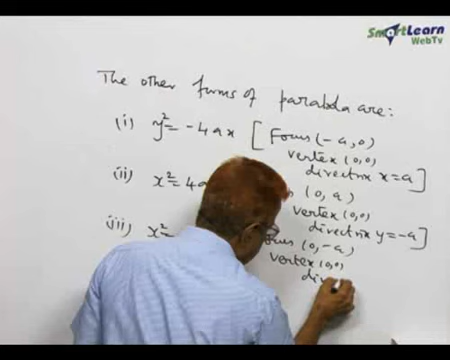 SmartLearn
WebTv
The other forms of parabola are:
(i) y²= -4ax [ Focus (-a,0)
vertex (0,0)
directrix x=a ]
(ii) x²= 4a (0, a)
vertex (0,0)
directrix y=-a ]
(iii) x² (0,-a)
vertex (0,0)
di